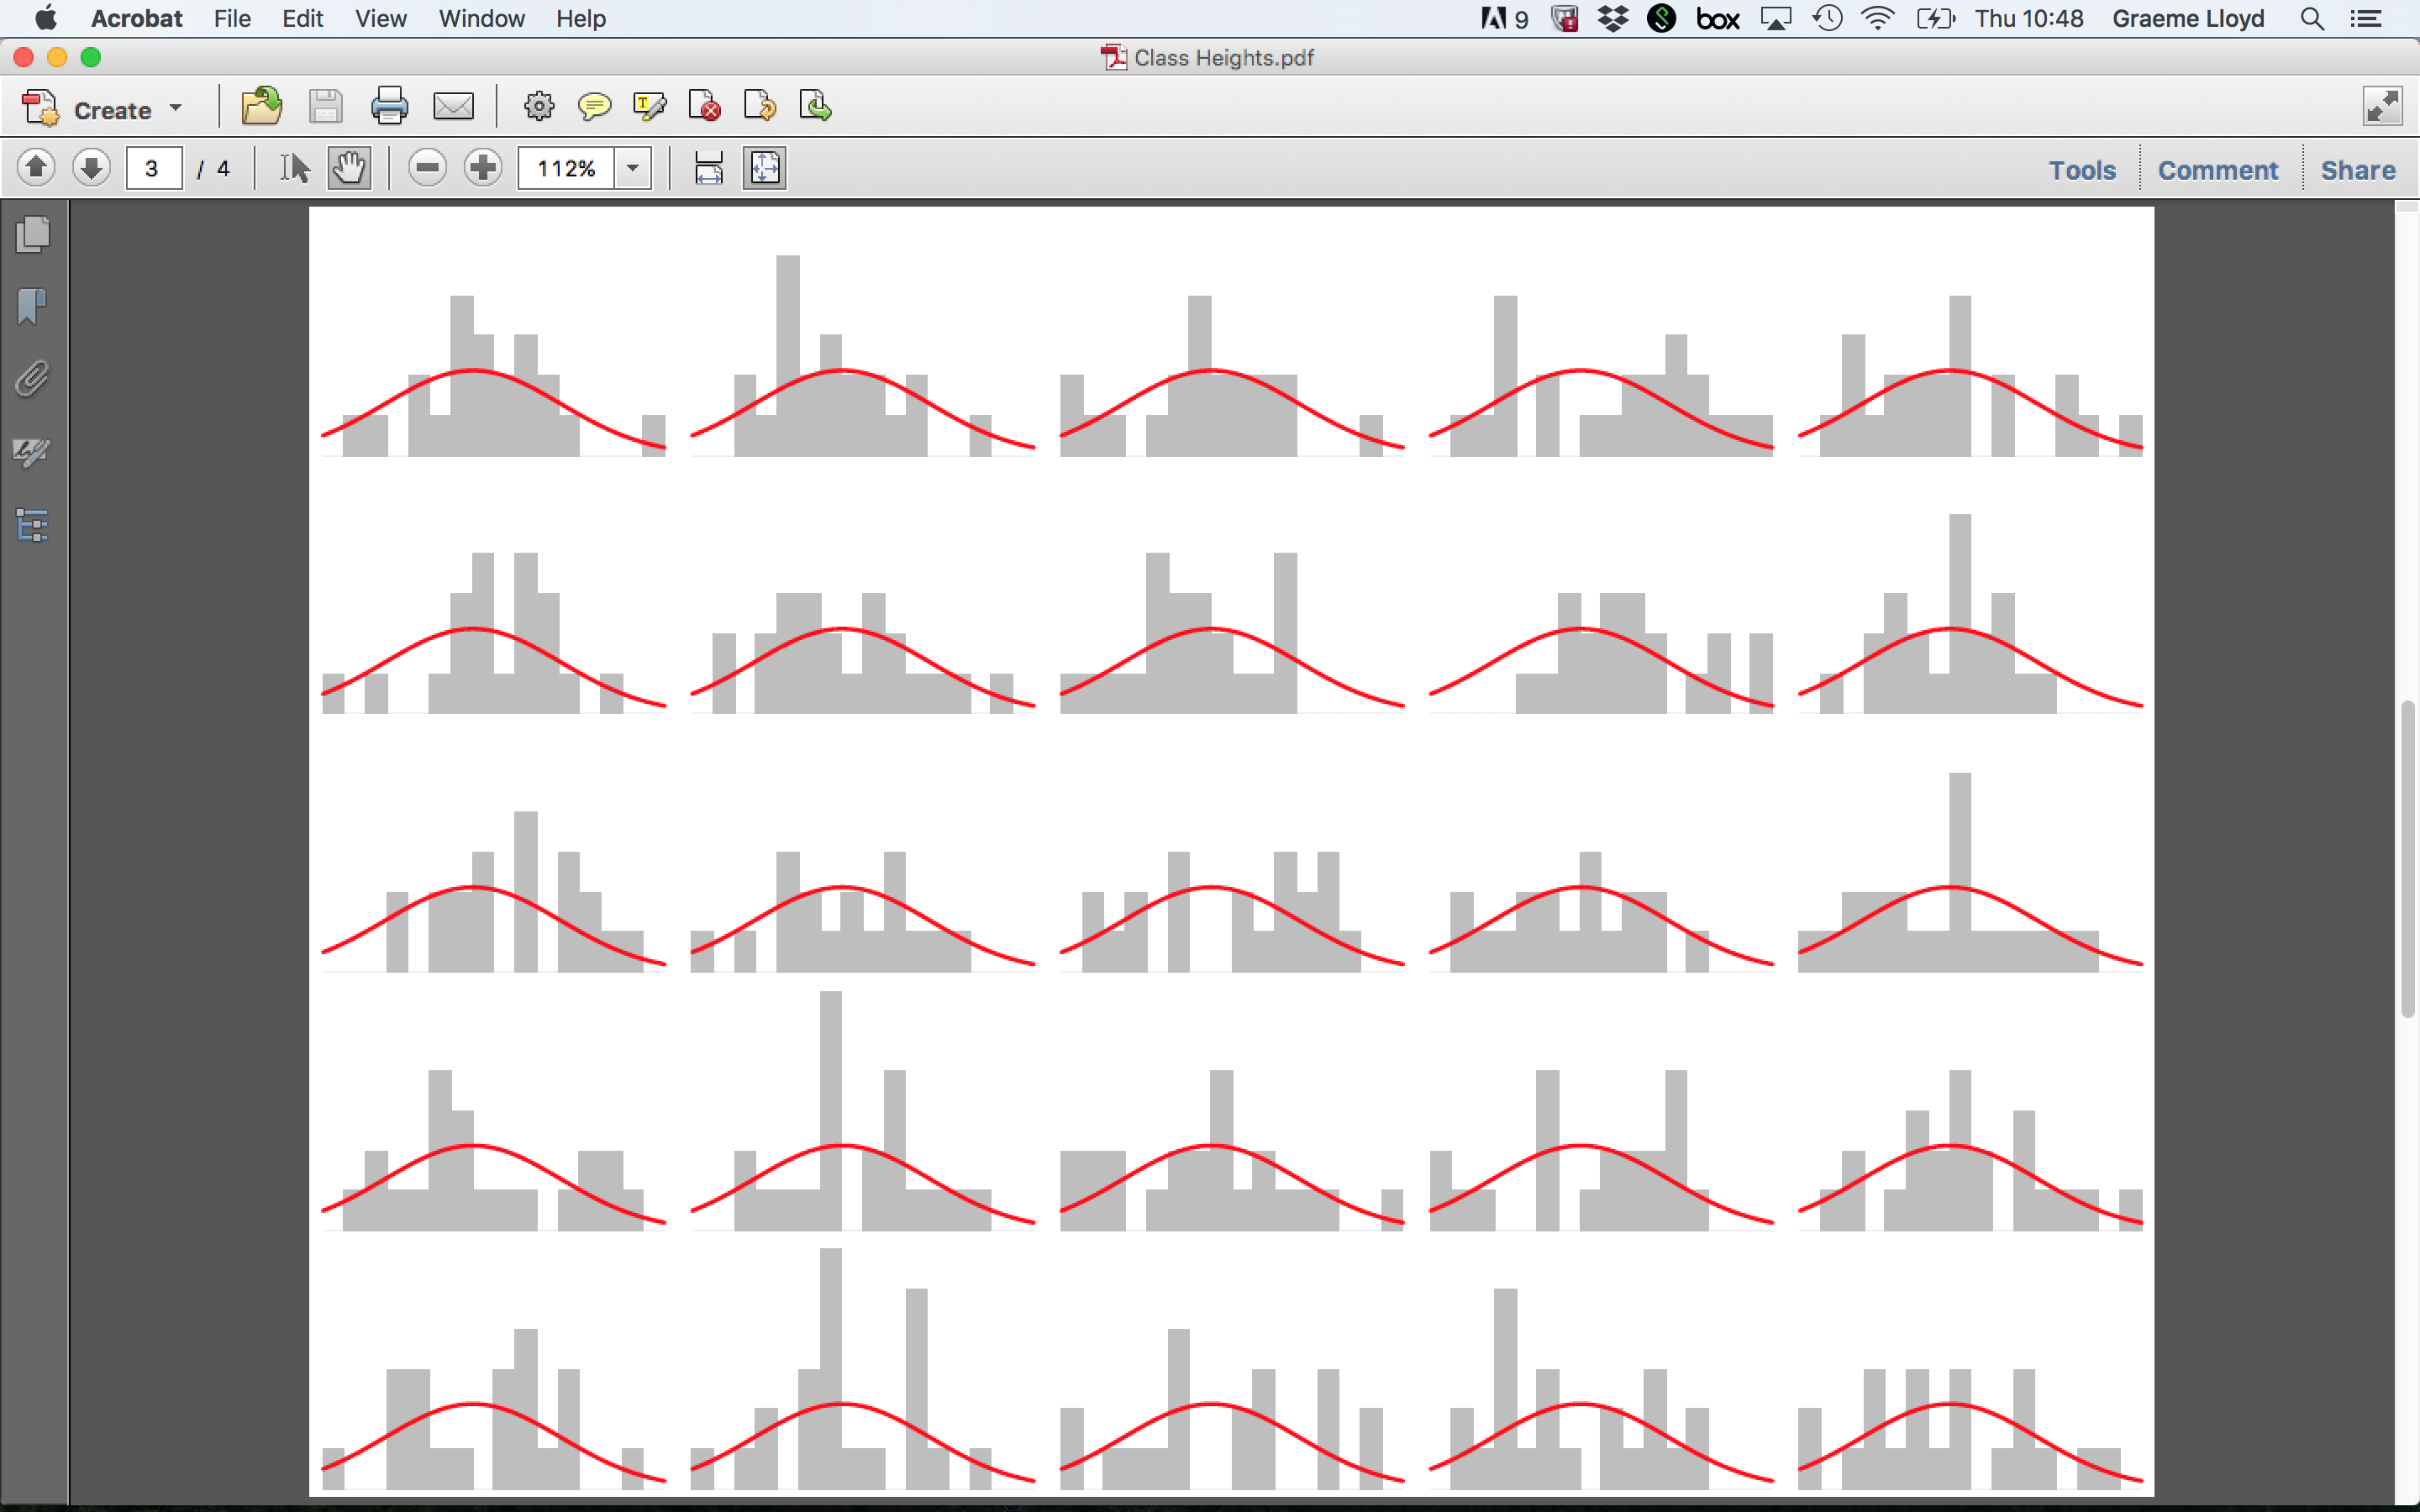 Acrobat File Edit View Window Help 9 box Thu 10:48 Graeme Lloyd
Class Heights.pdf
Create
3 / 4 112% Tools Comment Share